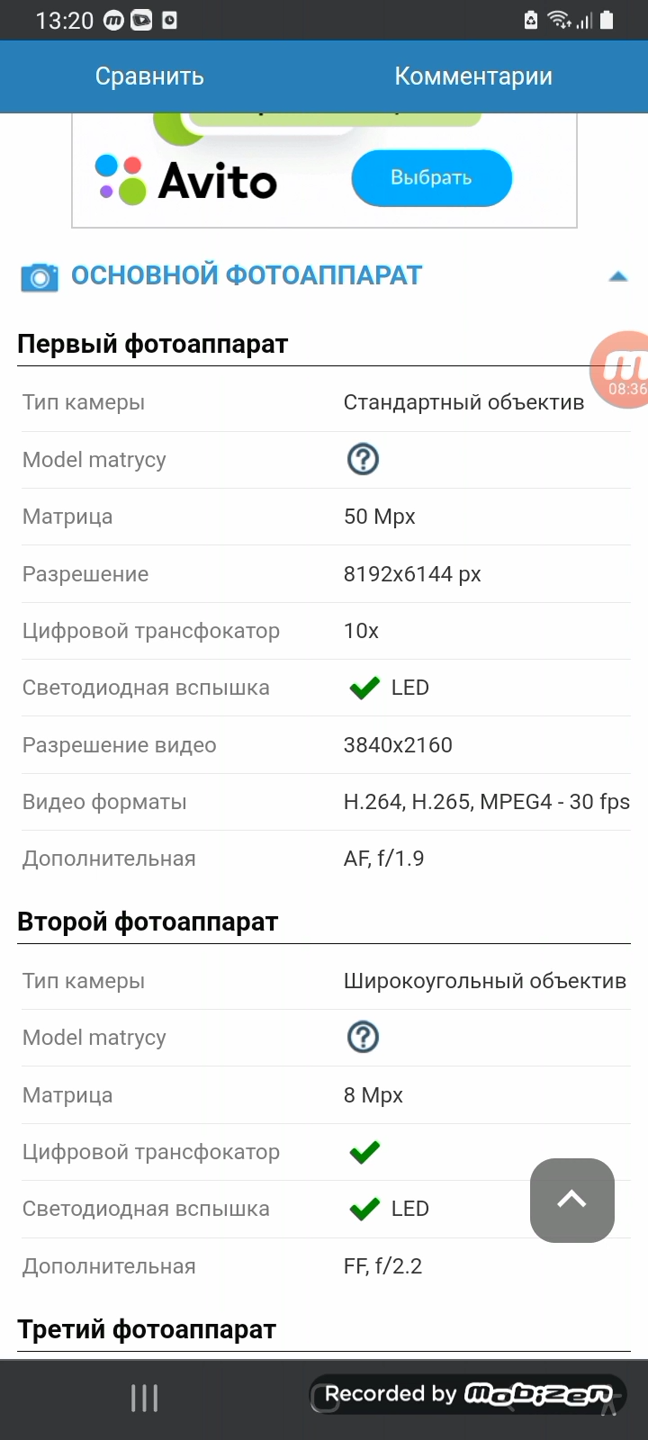 13:20
Сравнить Комментарии
Avito Выбрать
ОСНОВНОЙ ФОТОАППАРАТ
Первый фотоаппарат
08:36
Тип камеры Стандартный объектив
Model matrycy ?
Матрица 50 Mpx
Разрешение 8192x6144 px
Цифровой трансфокатор 10x
Светодиодная вспышка LED
Разрешение видео 3840x2160
Видео форматы H.264, H.265, MPEG4 - 30 fps
Дополнительная AF, f/1.9
Второй фотоаппарат
Тип камеры Широкоугольный объектив
Model matrycy ?
Матрица 8 Mpx
Цифровой трансфокатор
Светодиодная вспышка LED
Дополнительная FF, f/2.2
Третий фотоаппарат
Recorded by mobizen